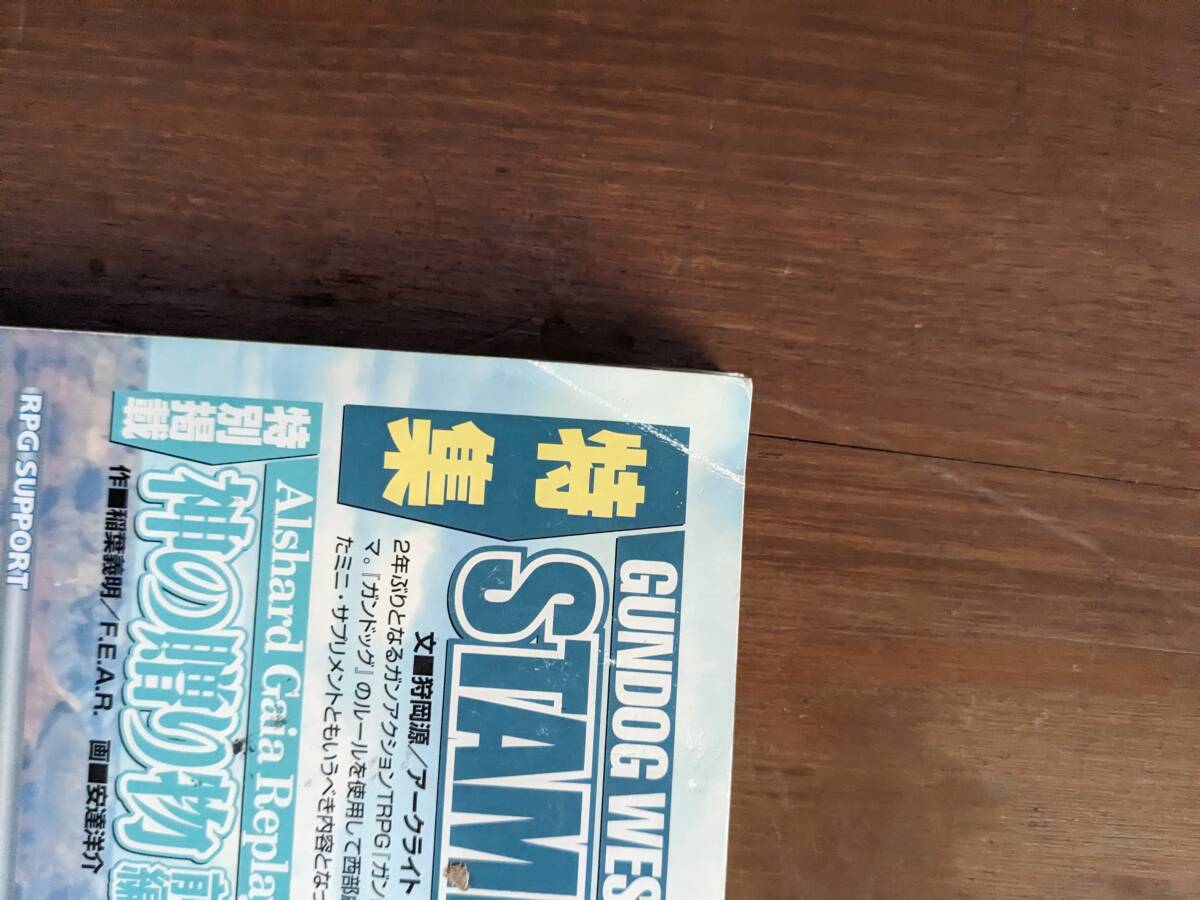 特集
GUNDOG WES
STAM
文■狩岡源／アークライト
2年ぶりとなるガンアクションTRPG『ガン
マ。『ガンドッグ』のルールを使用して西部
たミニ・サプリメントともいうべき内容となっ
特別掲載
Alshard Gaia Repla
神の贈り物
作■稲葉義明／F.E.A.R. 画■安達洋介
RPG SUPPORT